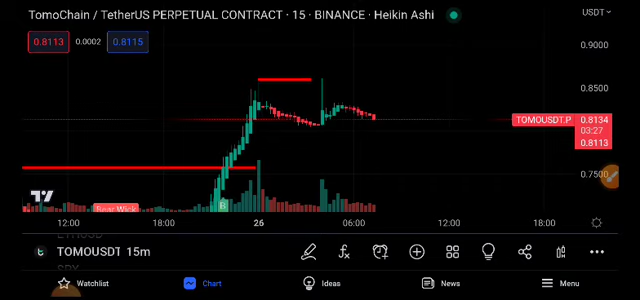 TomoChain / TetherUS PERPETUAL CONTRACT · 15 · BINANCE · Heikin Ashi
USDT
0.8113 0.0002 0.8115
0.9000
0.8500
TOMOUSDT.P 0.8134
03:27
0.8113
0.7500
Bear Wick
B
12:00 18:00 26 06:00 12:00 18:00
TOMOUSDT 15m
SPX
Watchlist Chart Ideas News Menu